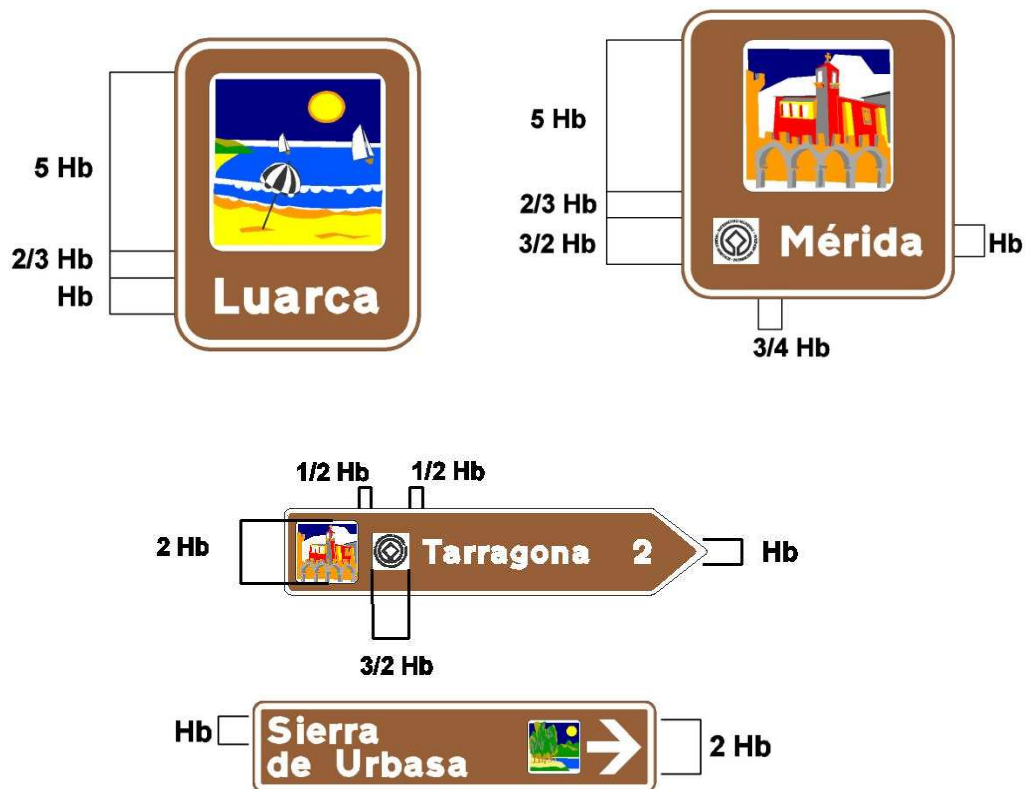 5 Hb
2/3 Hb
Hb
Luarca
5 Hb
2/3 Hb
3/2 Hb
Mérida
Hb
3/4 Hb
1/2 Hb
1/2 Hb
2 Hb
Tarragona 2
Hb
3/2 Hb
Hb
Sierra
de Urbasa
2 Hb